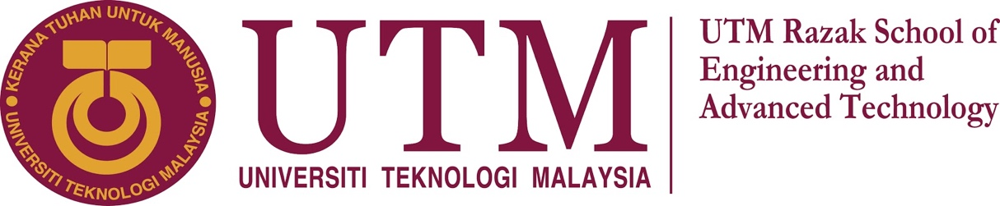 KERANA TUHAN UNTUK MANUSIA
UNIVERSITI TEKNOLOGI MALAYSIA
UTM
UNIVERSITI TEKNOLOGI MALAYSIA
UTM Razak School of
Engineering and
Advanced Technology